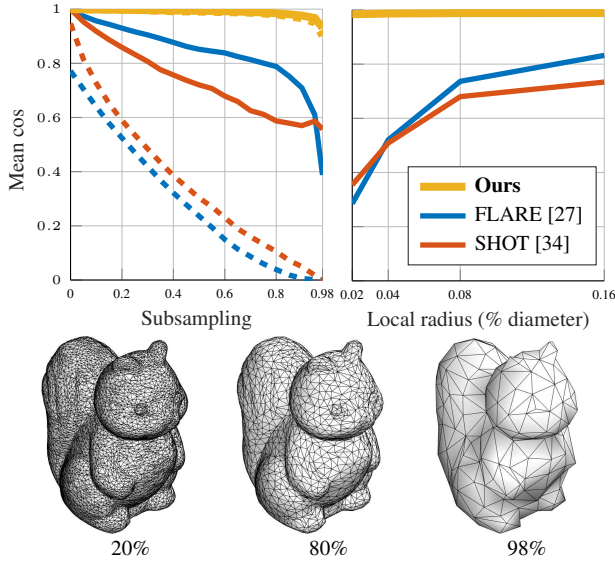 Mean cos
1
0.8
0.6
0.4
0.2
0
0 0.2 0.4 0.6 0.8 0.98
Subsampling
Ours
FLARE [27]
SHOT [34]
0.02 0.04 0.08 0.16
Local radius (% diameter)
20% 80% 98%